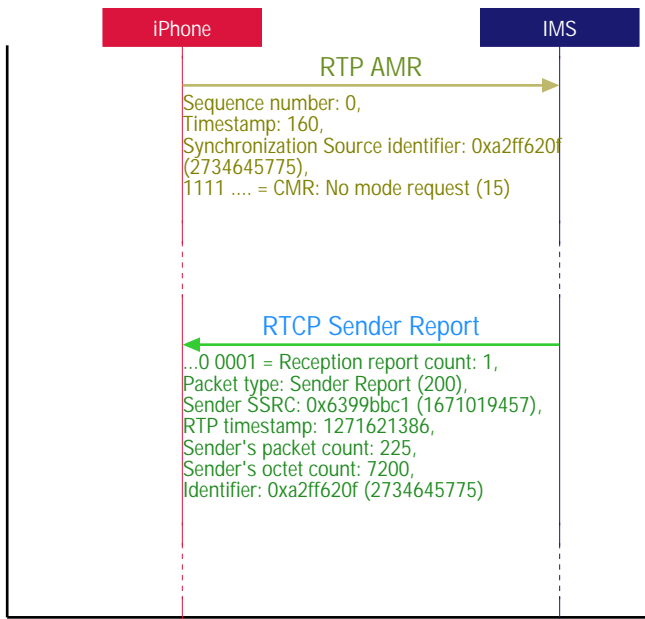 iPhone
IMS
RTP AMR
Sequence number: 0,
Timestamp: 160,
Synchronization Source identifier: 0xa2ff620f
(2734645775),
1111 .... = CMR: No mode request (15)
RTCP Sender Report
...0 0001 = Reception report count: 1,
Packet type: Sender Report (200),
Sender SSRC: 0x6399bbc1 (1671019457),
RTP timestamp: 1271621386,
Sender's packet count: 225,
Sender's octet count: 7200,
Identifier: 0xa2ff620f (2734645775)